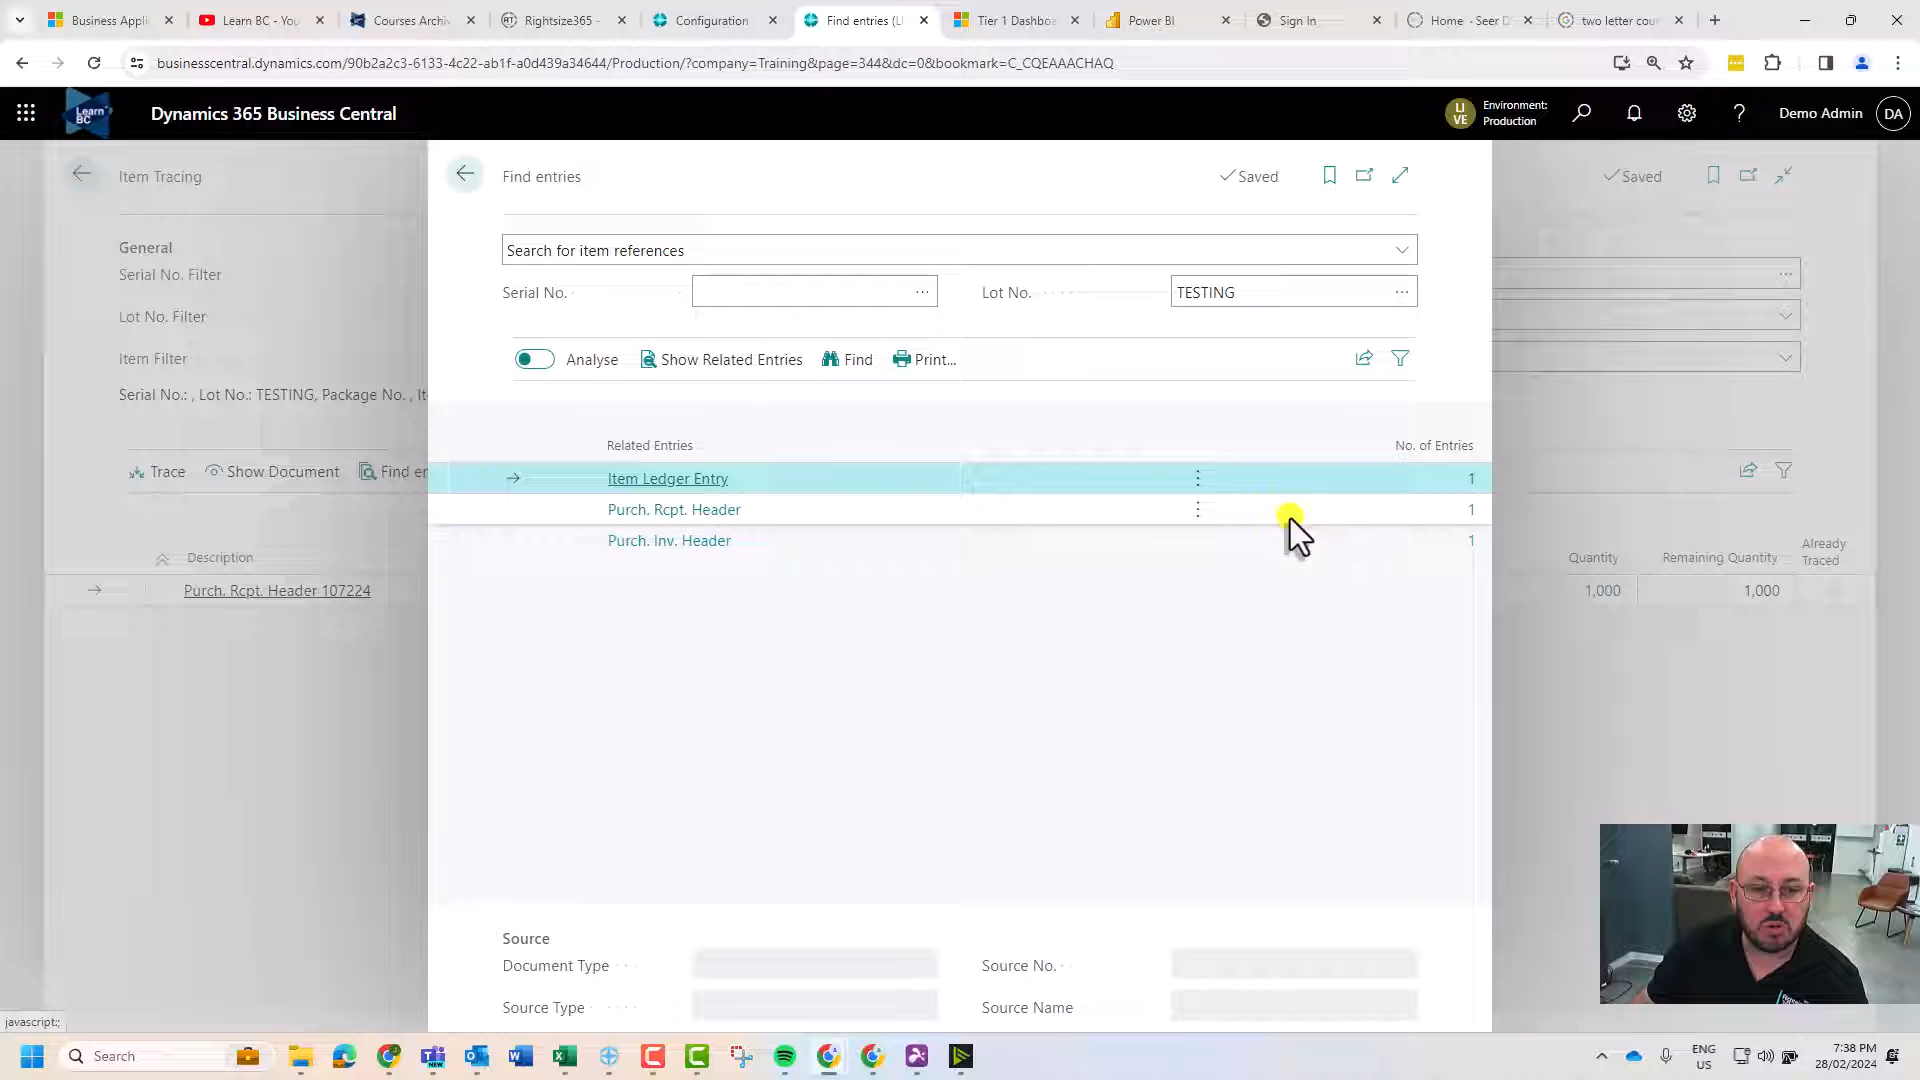 Business Appli
Learn BC - You
Courses Archiv
Rightsize365 -
Configuration
Find entries (L
Tier 1 Dashboa
Power BI
Sign In
Home - Seer D
two letter cour
businesscentral.dynamics.com/90b2a2c3-6133-4c22-ab1f-a0d439a34644/Production/?company=Training&page=344&dc=0&bookmark=C_CQEAAACHAQ
Learn BC
Dynamics 365 Business Central
LIVE
Environment: Production
Demo Admin
DA
Item Tracing
Find entries
Saved
Saved
General
Search for item references
Serial No. Filter
Serial No.
Lot No.
TESTING
Lot No. Filter
Item Filter
Analyse
Show Related Entries
Find
Print...
Serial No.: , Lot No.: TESTING, Package No. , It
Related Entries
No. of Entries
Trace
Show Document
Find en
Item Ledger Entry
1
Purch. Rcpt. Header
1
Purch. Inv. Header
1
Description
Quantity
Remaining Quantity
Already Traced
Purch. Rcpt. Header 107224
1,000
1,000
Source
Document Type
Source No.
Source Type
Source Name
javascript:;
Search
NEW
ENG
US
7:38 PM
28/02/2024